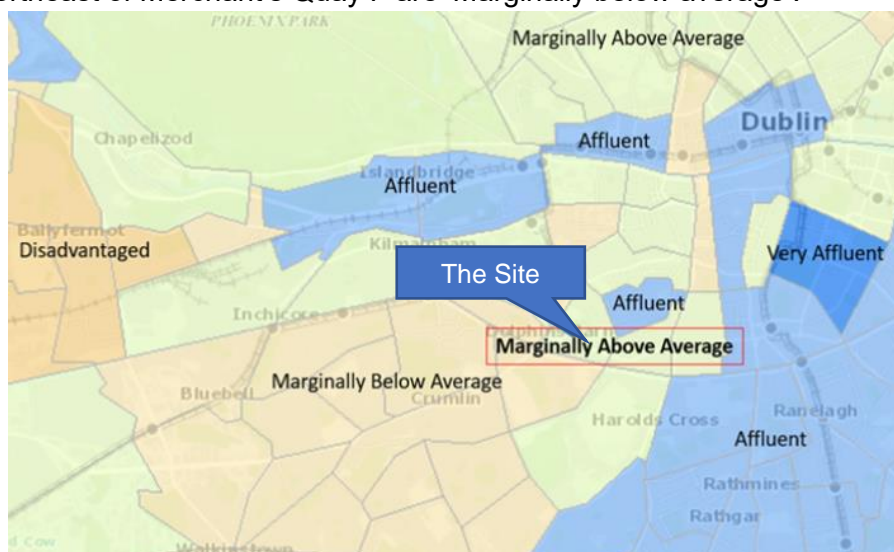 PHOENIX PARK
Marginally Above Average
Chapelizod
Affluent
Dublin
Islandbridge
Affluent
Ballyfermot
Disadvantaged
Kilmainham
The Site
Very Affluent
Inchicore
Affluent
Marginally Above Average
Bluebell
Marginally Below Average
Crumlin
Harolds Cross
Ranelagh
Affluent
Rathmines
Rathgar
Walkinstown